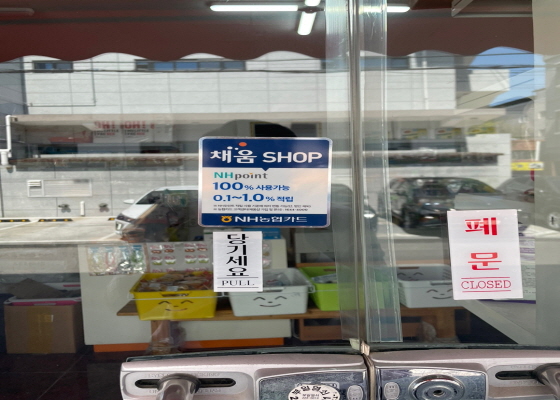 채움 SHOP
NHpoint
100% 사용가능
0.1~1.0% 적립
NH농협카드
당기세요
PULL
폐
문
CLOSED